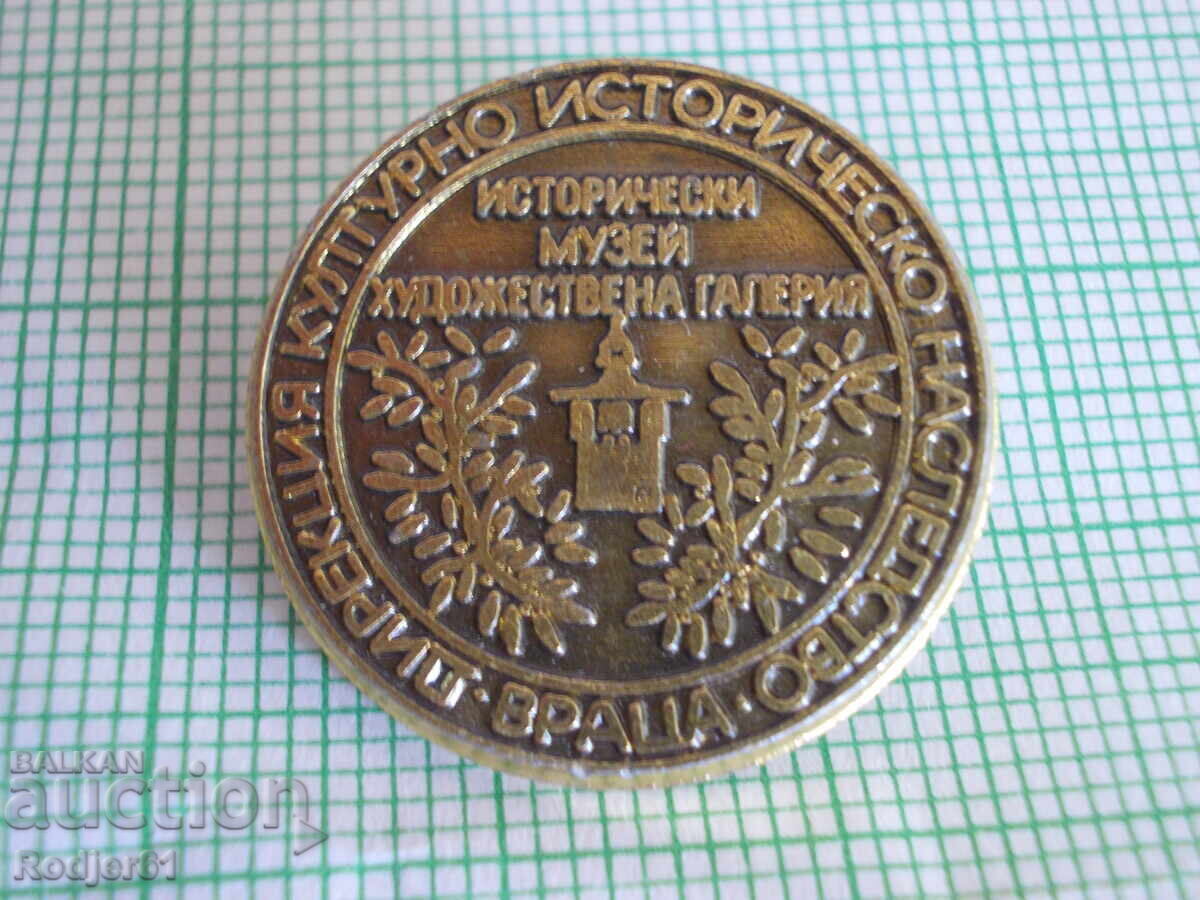 ДИРЕКЦИЯ КУЛТУРНО ИСТОРИЧЕСКО НАСЛЕДСТВО
· ВРАЦА ·
ИСТОРИЧЕСКИ
МУЗЕЙ
ХУДОЖЕСТВЕНА ГАЛЕРИЯ
BALKAN
auction
Rodjer61